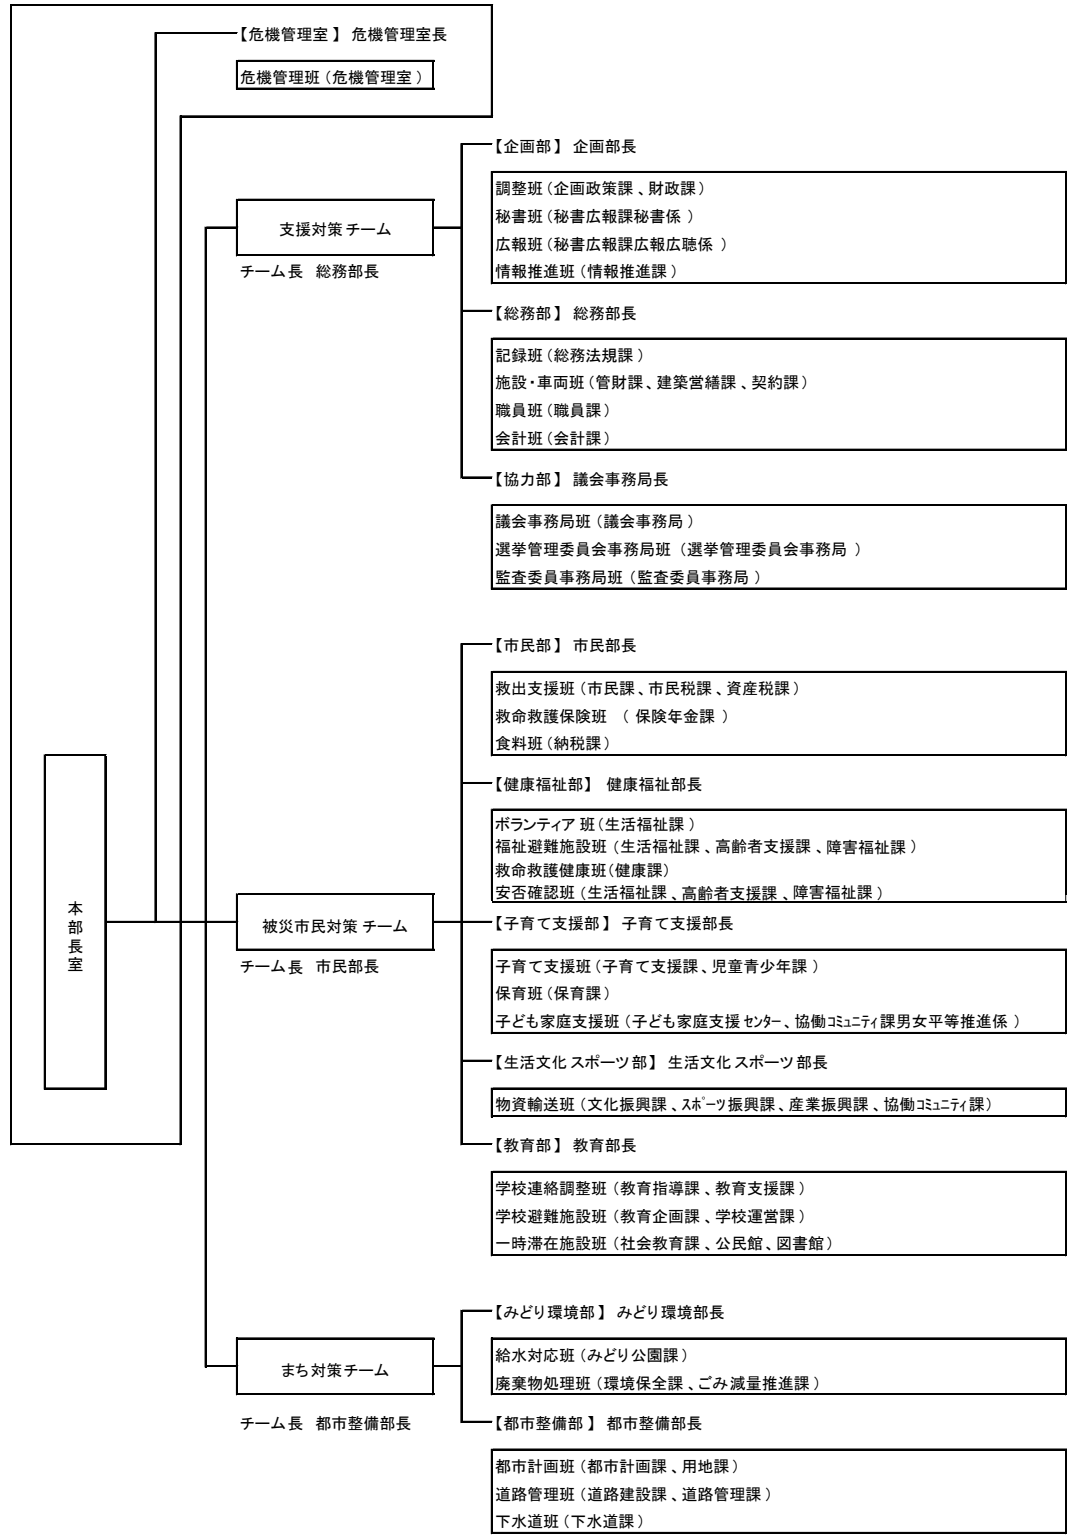 【危機管理室】 危機管理室長
危機管理班（危機管理室）
【企画部】 企画部長
調整班（企画政策課、財政課）
秘書班（秘書広報課秘書係）
広報班（秘書広報課広報広聴係）
情報推進班（情報推進課）
支援対策チーム
チーム長 総務部長
【総務部】 総務部長
記録班（総務法規課）
施設・車両班（管財課、建築営繕課、契約課）
職員班（職員課）
会計班（会計課）
【協力部】 議会事務局長
議会事務局班（議会事務局）
選挙管理委員会事務局班（選挙管理委員会事務局）
監査委員事務局班（監査委員事務局）
【市民部】 市民部長
救出支援班（市民課、市民税課、資産税課）
救命救護保険班 （保険年金課）
食料班（納税課）
【健康福祉部】 健康福祉部長
ボランティア班（生活福祉課）
福祉避難施設班（生活福祉課、高齢者支援課、障害福祉課）
救命救護健康班（健康課）
安否確認班（生活福祉課、高齢者支援課、障害福祉課）
本部長室
被災市民対策チーム
チーム長 市民部長
【子育て支援部】 子育て支援部長
子育て支援班（子育て支援課、児童青少年課）
保育班（保育課）
子ども家庭支援班（子ども家庭支援センター、協働コミュニティ課男女平等推進係）
【生活文化スポーツ部】 生活文化スポーツ部長
物資輸送班（文化振興課、スポーツ振興課、産業振興課、協働コミュニティ課）
【教育部】 教育部長
学校連絡調整班（教育指導課、教育支援課）
学校避難施設班（教育企画課、学校運営課）
一時滞在施設班（社会教育課、公民館、図書館）
【みどり環境部】 みどり環境部長
給水対応班（みどり公園課）
廃棄物処理班（環境保全課、ごみ減量推進課）
まち対策チーム
チーム長 都市整備部長
【都市整備部】 都市整備部長
都市計画班（都市計画課、用地課）
道路管理班（道路建設課、道路管理課）
下水道班（下水道課）